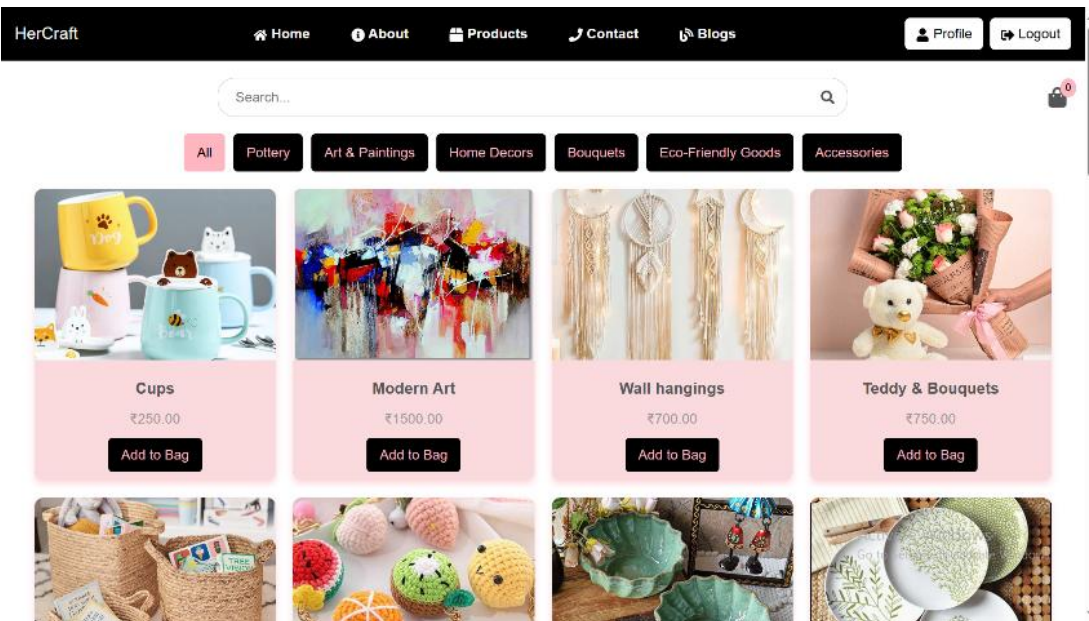 HerCraft
Home
About
Products
Contact
Blogs
Profile
Logout
Search...
0
All
Pottery
Art & Paintings
Home Decors
Bouquets
Eco-Friendly Goods
Accessories
Cups
₹250.00
Add to Bag
Modern Art
₹1500.00
Add to Bag
Wall hangings
₹700.00
Add to Bag
Teddy & Bouquets
₹750.00
Add to Bag